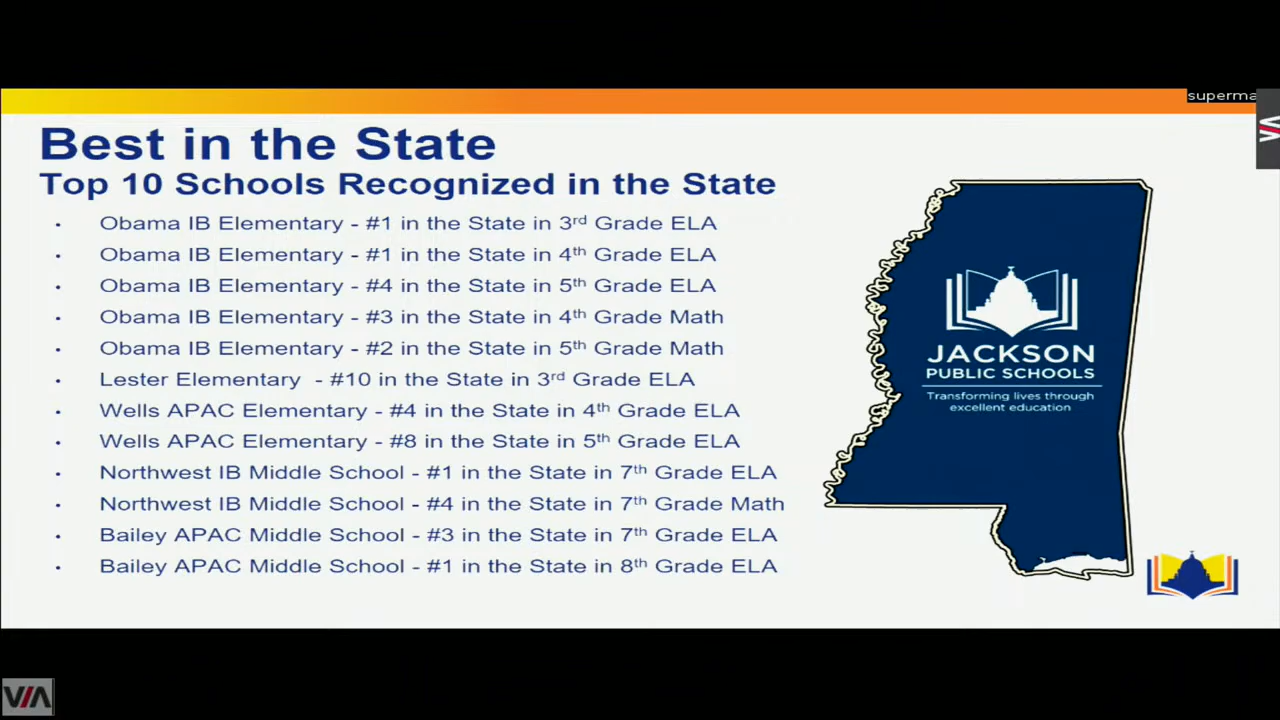 superma
Best in the State
Top 10 Schools Recognized in the State
• Obama IB Elementary - #1 in the State in 3rd Grade ELA
• Obama IB Elementary - #1 in the State in 4th Grade ELA
• Obama IB Elementary - #4 in the State in 5th Grade ELA
• Obama IB Elementary - #3 in the State in 4th Grade Math
• Obama IB Elementary - #2 in the State in 5th Grade Math
• Lester Elementary - #10 in the State in 3rd Grade ELA
• Wells APAC Elementary - #4 in the State in 4th Grade ELA
• Wells APAC Elementary - #8 in the State in 5th Grade ELA
• Northwest IB Middle School - #1 in the State in 7th Grade ELA
• Northwest IB Middle School - #4 in the State in 7th Grade Math
• Bailey APAC Middle School - #3 in the State in 7th Grade ELA
• Bailey APAC Middle School - #1 in the State in 8th Grade ELA
JACKSON
PUBLIC SCHOOLS
Transforming lives through
excellent education
VIA